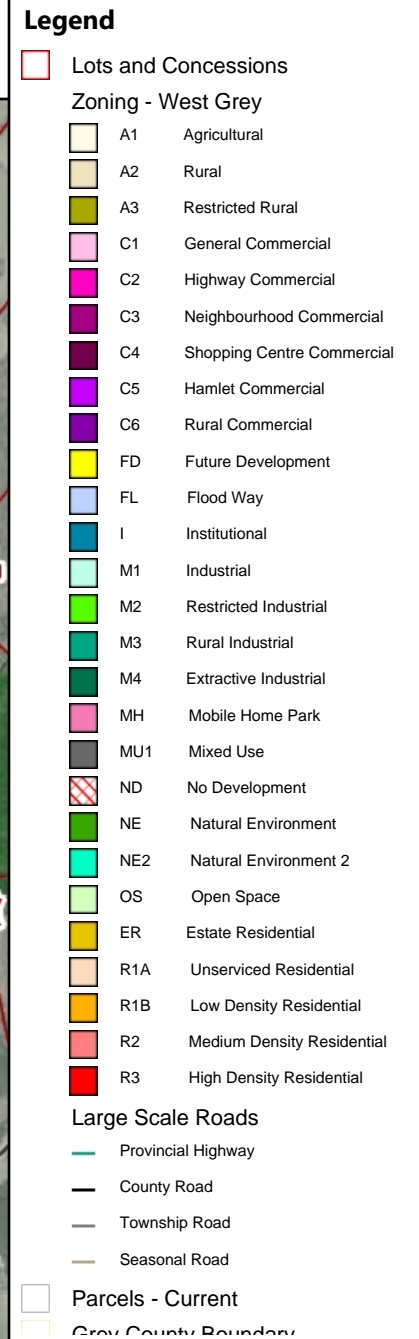 Legend
Lots and Concessions
Zoning - West Grey
A1 Agricultural
A2 Rural
A3 Restricted Rural
C1 General Commercial
C2 Highway Commercial
C3 Neighbourhood Commercial
C4 Shopping Centre Commercial
C5 Hamlet Commercial
C6 Rural Commercial
FD Future Development
FL Flood Way
I Institutional
M1 Industrial
M2 Restricted Industrial
M3 Rural Industrial
M4 Extractive Industrial
MH Mobile Home Park
MU1 Mixed Use
ND No Development
NE Natural Environment
NE2 Natural Environment 2
OS Open Space
ER Estate Residential
R1A Unserviced Residential
R1B Low Density Residential
R2 Medium Density Residential
R3 High Density Residential
Large Scale Roads
Provincial Highway
County Road
Township Road
Seasonal Road
Parcels - Current
Grey County Boundary